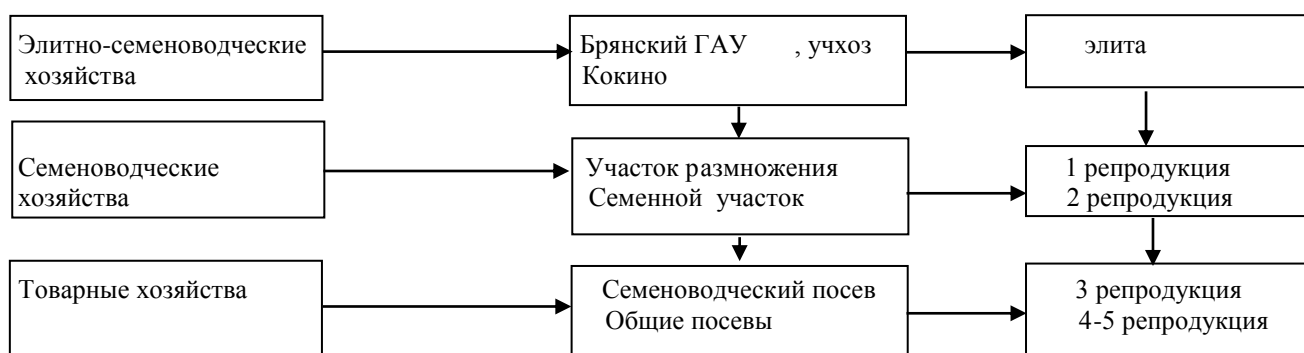 Элитно-семеноводческие
хозяйства
Брянский ГАУ , учхоз
Кокино
элита
Семеноводческие
хозяйства
Участок размножения
Семенной участок
1 репродукция
2 репродукция
Товарные хозяйства
Семеноводческий посев
Общие посевы
3 репродукция
4-5 репродукция